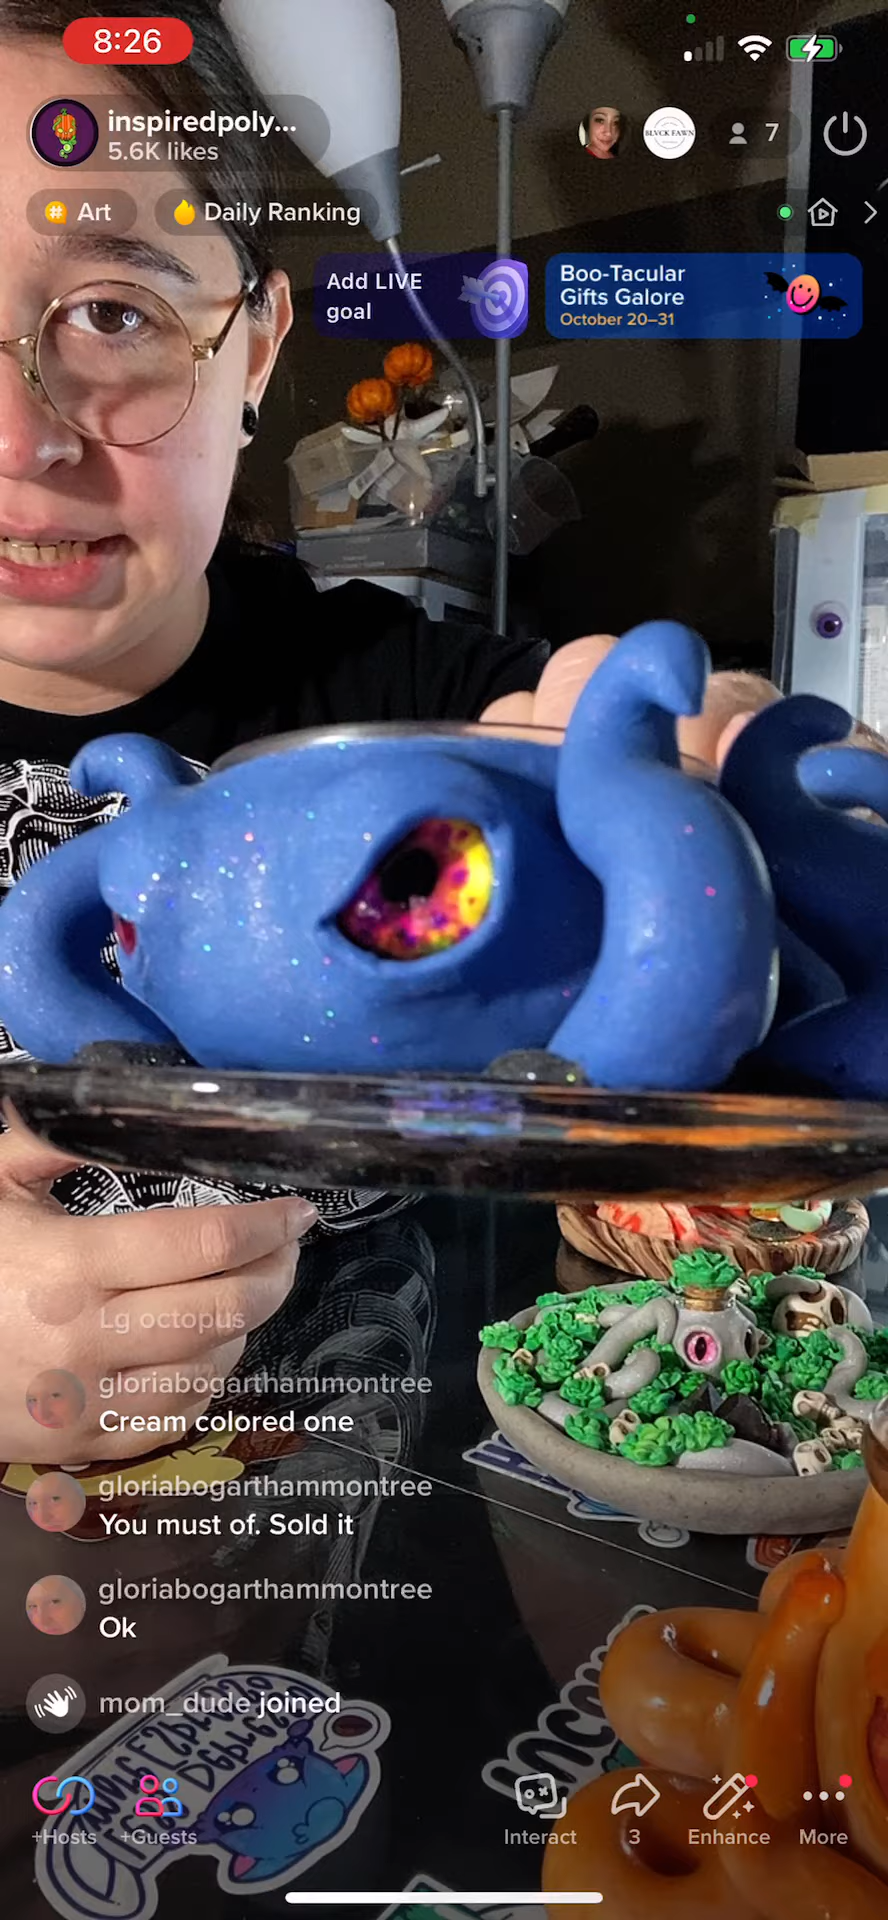 8:26
inspiredpoly...
5.6K likes
BLVCK FAWN
7
Art
Daily Ranking
Add LIVE
goal
Boo-Tacular
Gifts Galore
October 20–31
Lg octopus
gloriabogarthammontree
Cream colored one
gloriabogarthammontree
You must of. Sold it
gloriabogarthammontree
Ok
mom_dude joined
+Hosts
+Guests
Interact
3
Enhance
More